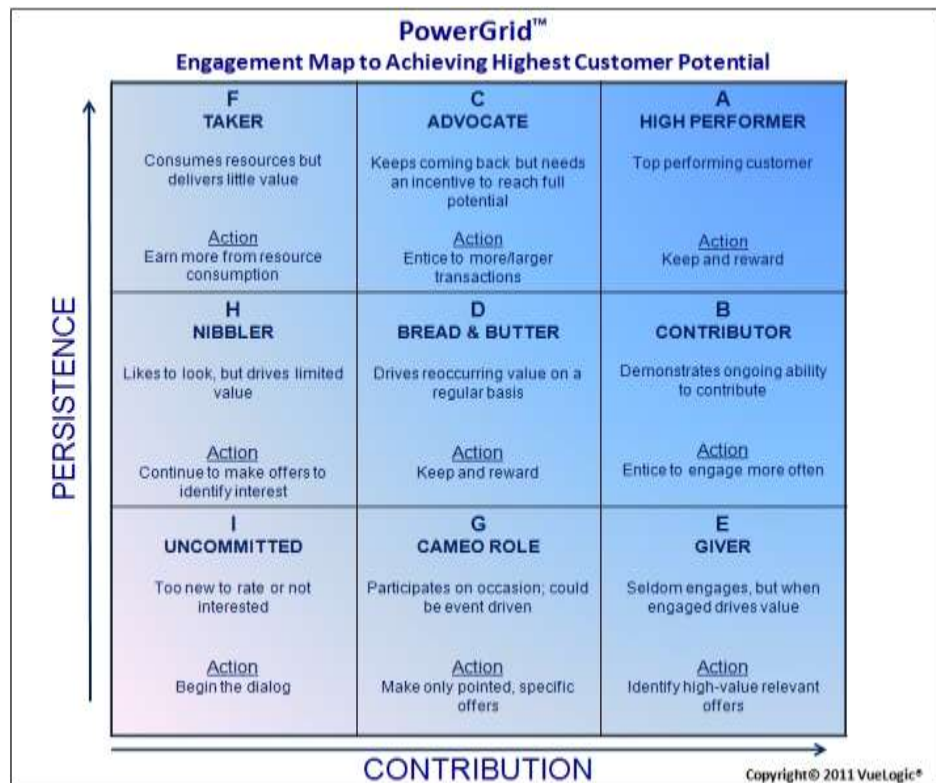 PowerGrid™
Engagement Map to Achieving Highest Customer Potential
F
TAKER
Consumes resources but
delivers little value
Action
Earn more from resource
consumption
C
ADVOCATE
Keeps coming back but needs
an incentive to reach full
potential
Action
Entice to more/larger
transactions
A
HIGH PERFORMER
Top performing customer
Action
Keep and reward
H
NIBBLER
Likes to look, but drives limited
value
Action
Continue to make offers to
identify interest
D
BREAD & BUTTER
Drives reoccurring value on a
regular basis
Action
Keep and reward
B
CONTRIBUTOR
Demonstrates ongoing ability
to contribute
Action
Entice to engage more often
I
UNCOMMITTED
Too new to rate or not
interested
Action
Begin the dialog
G
CAMEO ROLE
Participates on occasion; could
be event driven
Action
Make only pointed, specific
offers
E
GIVER
Seldom engages, but when
engaged drives value
Action
Identify high-value relevant
offers
PERSISTENCE
CONTRIBUTION
Copyright© 2011 VueLogic®